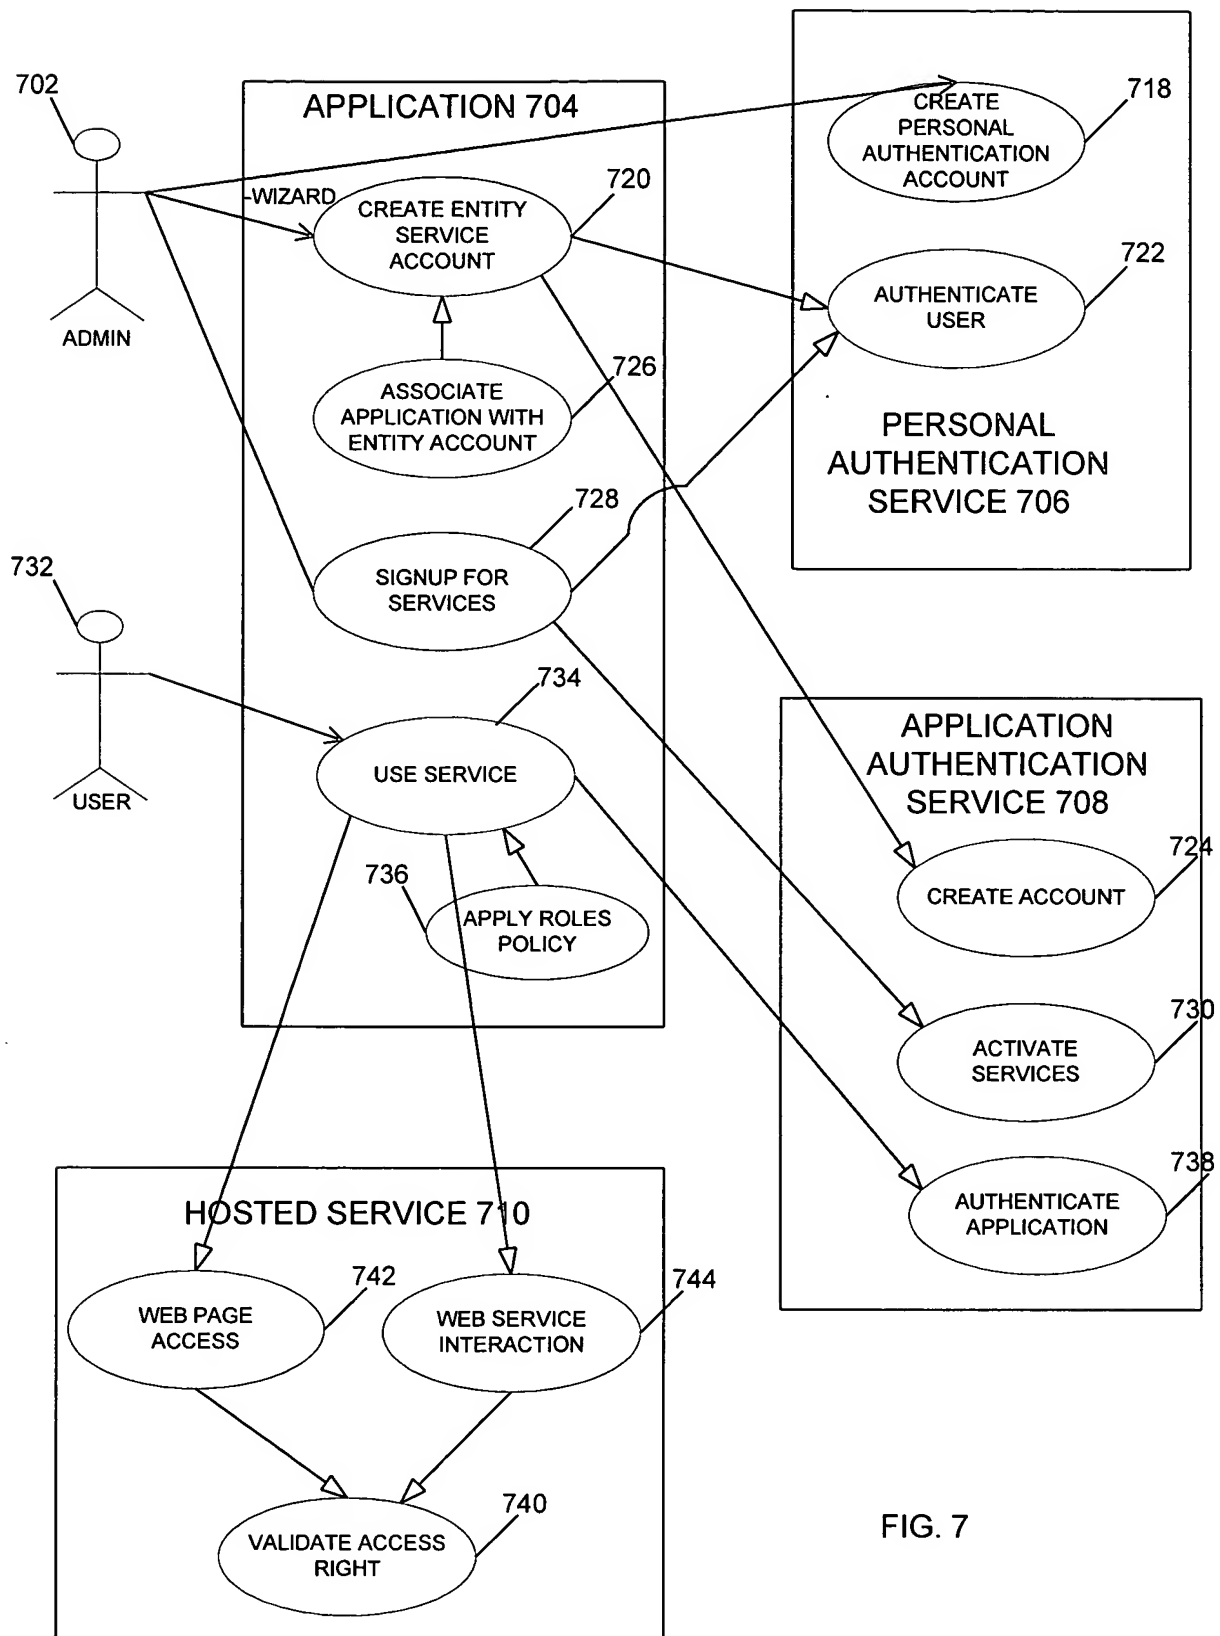 702
APPLICATION 704
CREATE
PERSONAL
AUTHENTICATION
ACCOUNT
718
-WIZARD
CREATE ENTITY
SERVICE
ACCOUNT
720
AUTHENTICATE
USER
722
ADMIN
ASSOCIATE
APPLICATION WITH
ENTITY ACCOUNT
726
PERSONAL
AUTHENTICATION
SERVICE 706
728
SIGNUP FOR
SERVICES
732
USER
734
USE SERVICE
736
APPLY ROLES
POLICY
APPLICATION
AUTHENTICATION
SERVICE 708
724
CREATE ACCOUNT
730
ACTIVATE
SERVICES
738
AUTHENTICATE
APPLICATION
HOSTED SERVICE 710
742
WEB PAGE
ACCESS
744
WEB SERVICE
INTERACTION
740
VALIDATE ACCESS
RIGHT
FIG. 7